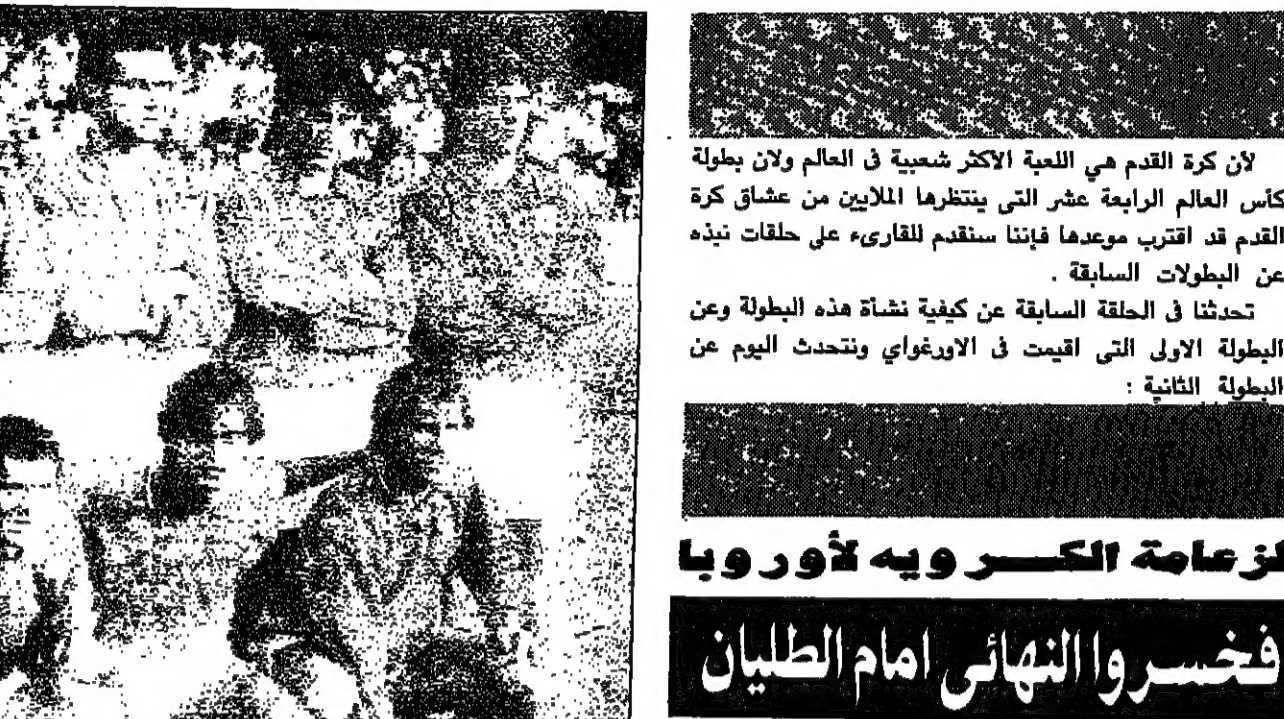 لأن كرة القدم هي اللعبة الاكثر شعبية فى العالم ولان بطولة
كأس العالم الرابعة عشر التى ينتظرها الملايين من عشاق كرة
القدم قد اقترب موعدها فإننا سنقدم للقارىء على حلقات نبذه
عن البطولات السابقة .
تحدثنا فى الحلقة السابقة عن كيفية نشأة هذه البطولة وعن
البطولة الاولى التى اقيمت فى الاورغواي ونتحدث اليوم عن
البطولة الثانية :
لزعامة الكــرويه لأوروبا
فخســروا النهائى امام الطليان